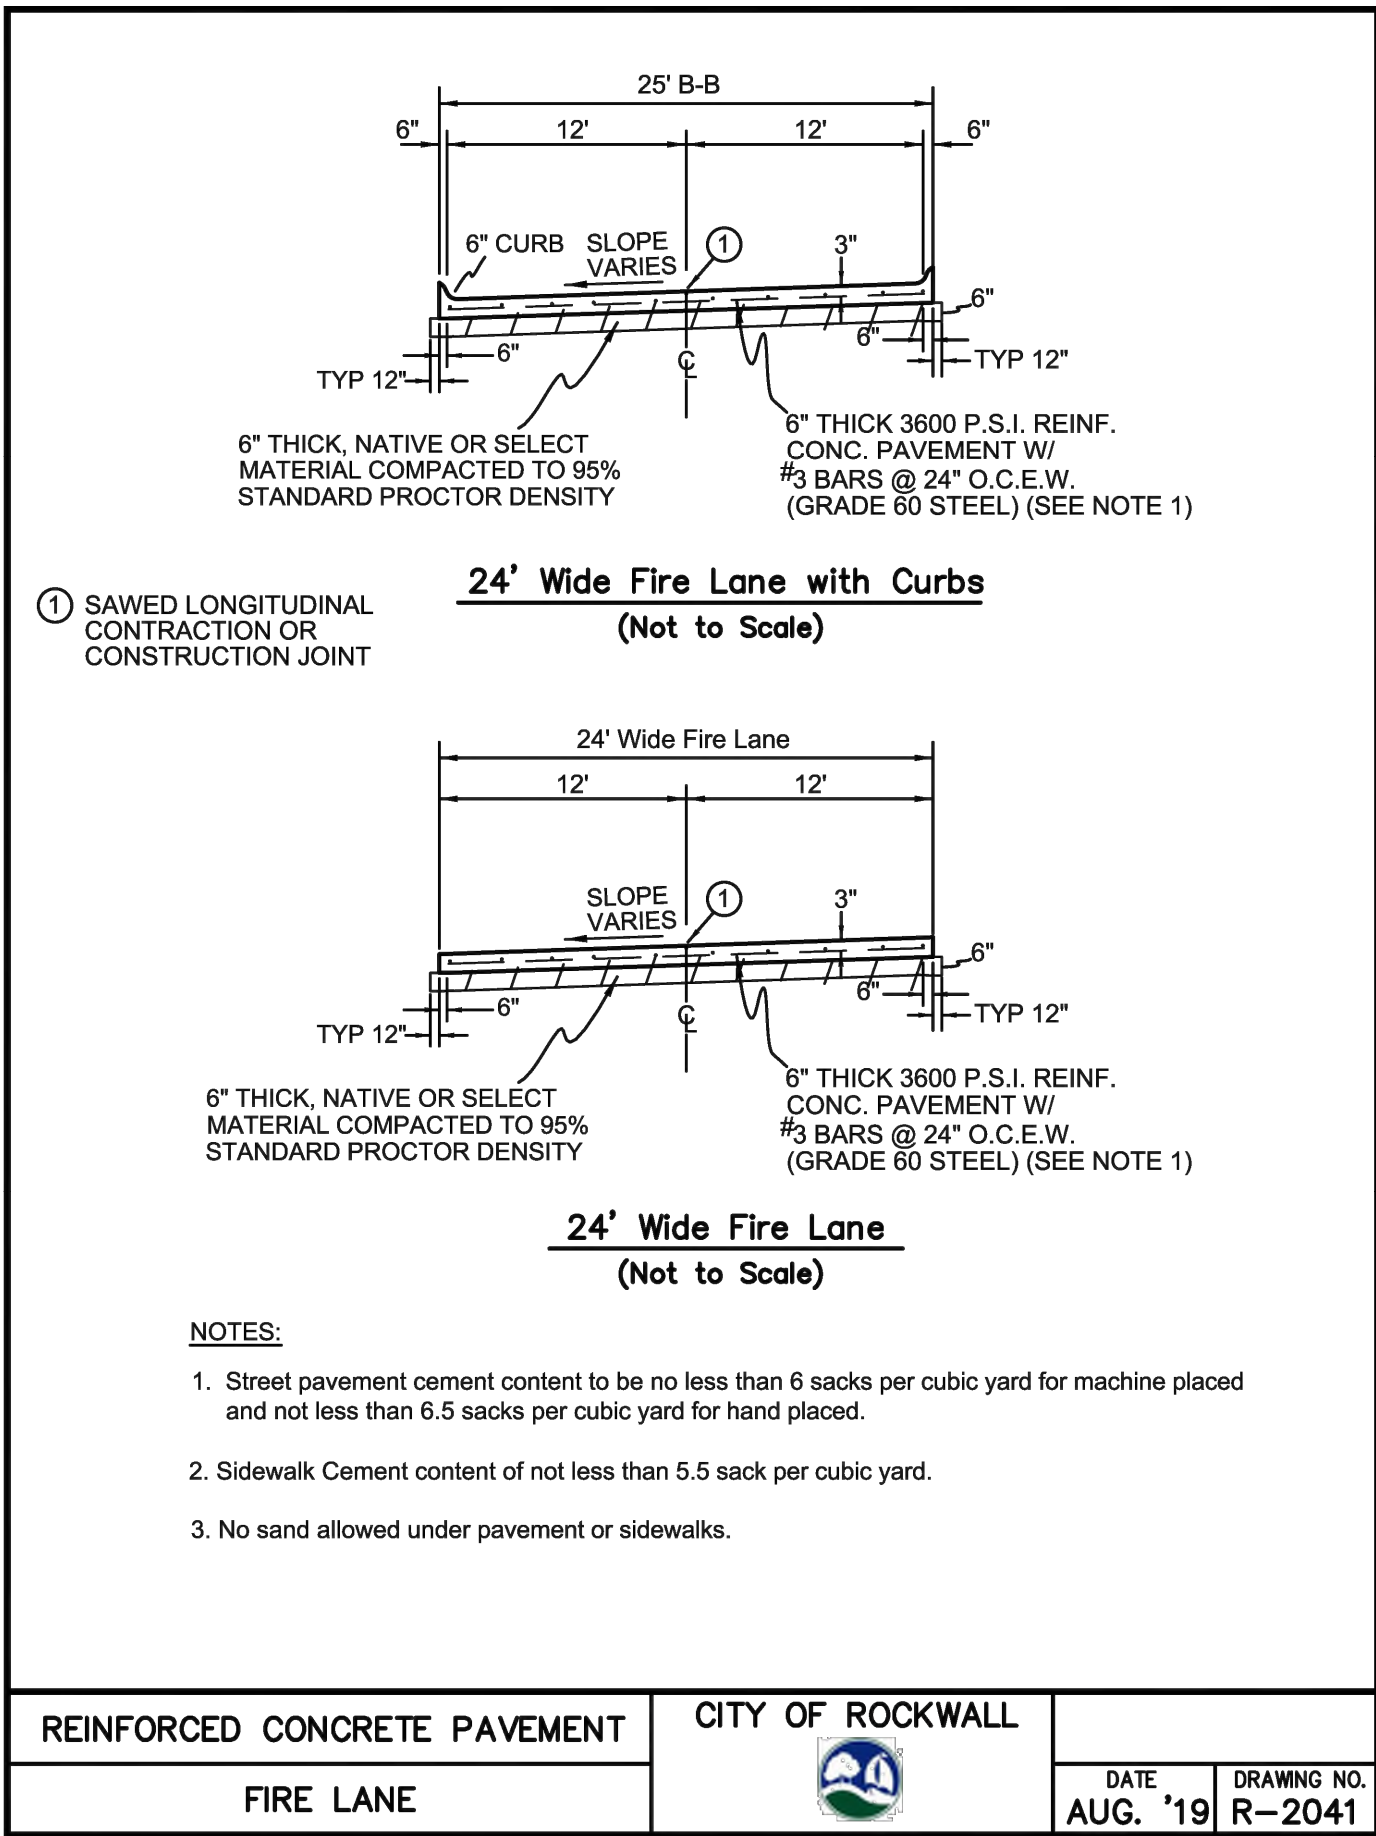 25' B-B
6" 12' 12' 6"
6" CURB SLOPE 1 3"
VARIES
6"
6" 6"
TYP 12" ℄ TYP 12"
6" THICK, NATIVE OR SELECT
MATERIAL COMPACTED TO 95%
STANDARD PROCTOR DENSITY
6" THICK 3600 P.S.I. REINF.
CONC. PAVEMENT W/
#3 BARS @ 24" O.C.E.W.
(GRADE 60 STEEL) (SEE NOTE 1)
24' Wide Fire Lane with Curbs
(Not to Scale)
1 SAWED LONGITUDINAL
CONTRACTION OR
CONSTRUCTION JOINT
24' Wide Fire Lane
12' 12'
SLOPE 1 3"
VARIES
6"
6" 6"
TYP 12" ℄ TYP 12"
6" THICK, NATIVE OR SELECT
MATERIAL COMPACTED TO 95%
STANDARD PROCTOR DENSITY
6" THICK 3600 P.S.I. REINF.
CONC. PAVEMENT W/
#3 BARS @ 24" O.C.E.W.
(GRADE 60 STEEL) (SEE NOTE 1)
24' Wide Fire Lane
(Not to Scale)
NOTES:
1. Street pavement cement content to be no less than 6 sacks per cubic yard for machine placed
and not less than 6.5 sacks per cubic yard for hand placed.
2. Sidewalk Cement content of not less than 5.5 sack per cubic yard.
3. No sand allowed under pavement or sidewalks.
REINFORCED CONCRETE PAVEMENT
FIRE LANE
CITY OF ROCKWALL
DATE
AUG. '19
DRAWING NO.
R-2041